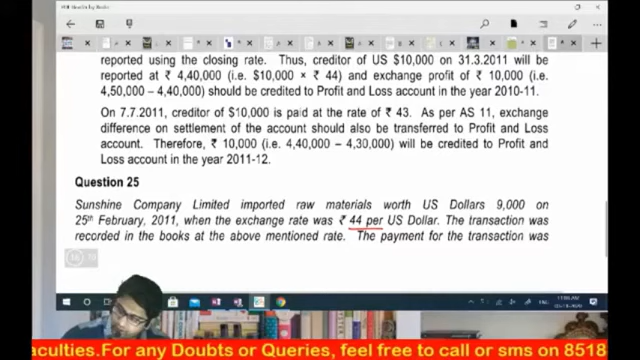 reported using the closing rate. Thus, creditor of US $10,000 on 31.3.2011 will be
reported at ₹ 4,40,000 (i.e. $10,000 × ₹ 44) and exchange profit of ₹ 10,000 (i.e.
4,50,000 – 4,40,000) should be credited to Profit and Loss account in the year 2010-11.
On 7.7.2011, creditor of $10,000 is paid at the rate of ₹ 43. As per AS 11, exchange
difference on settlement of the account should also be transferred to Profit and Loss
account. Therefore, ₹ 10,000 (i.e. 4,40,000 – 4,30,000) will be credited to Profit and
Loss account in the year 2011-12.
Question 25
Sunshine Company Limited imported raw materials worth US Dollars 9,000 on
25th February, 2011, when the exchange rate was ₹ 44 per US Dollar. The transaction was
recorded in the books at the above mentioned rate. The payment for the transaction was
ENG
aculties.For any Doubts or Queries, feel free to call or sms on 8518